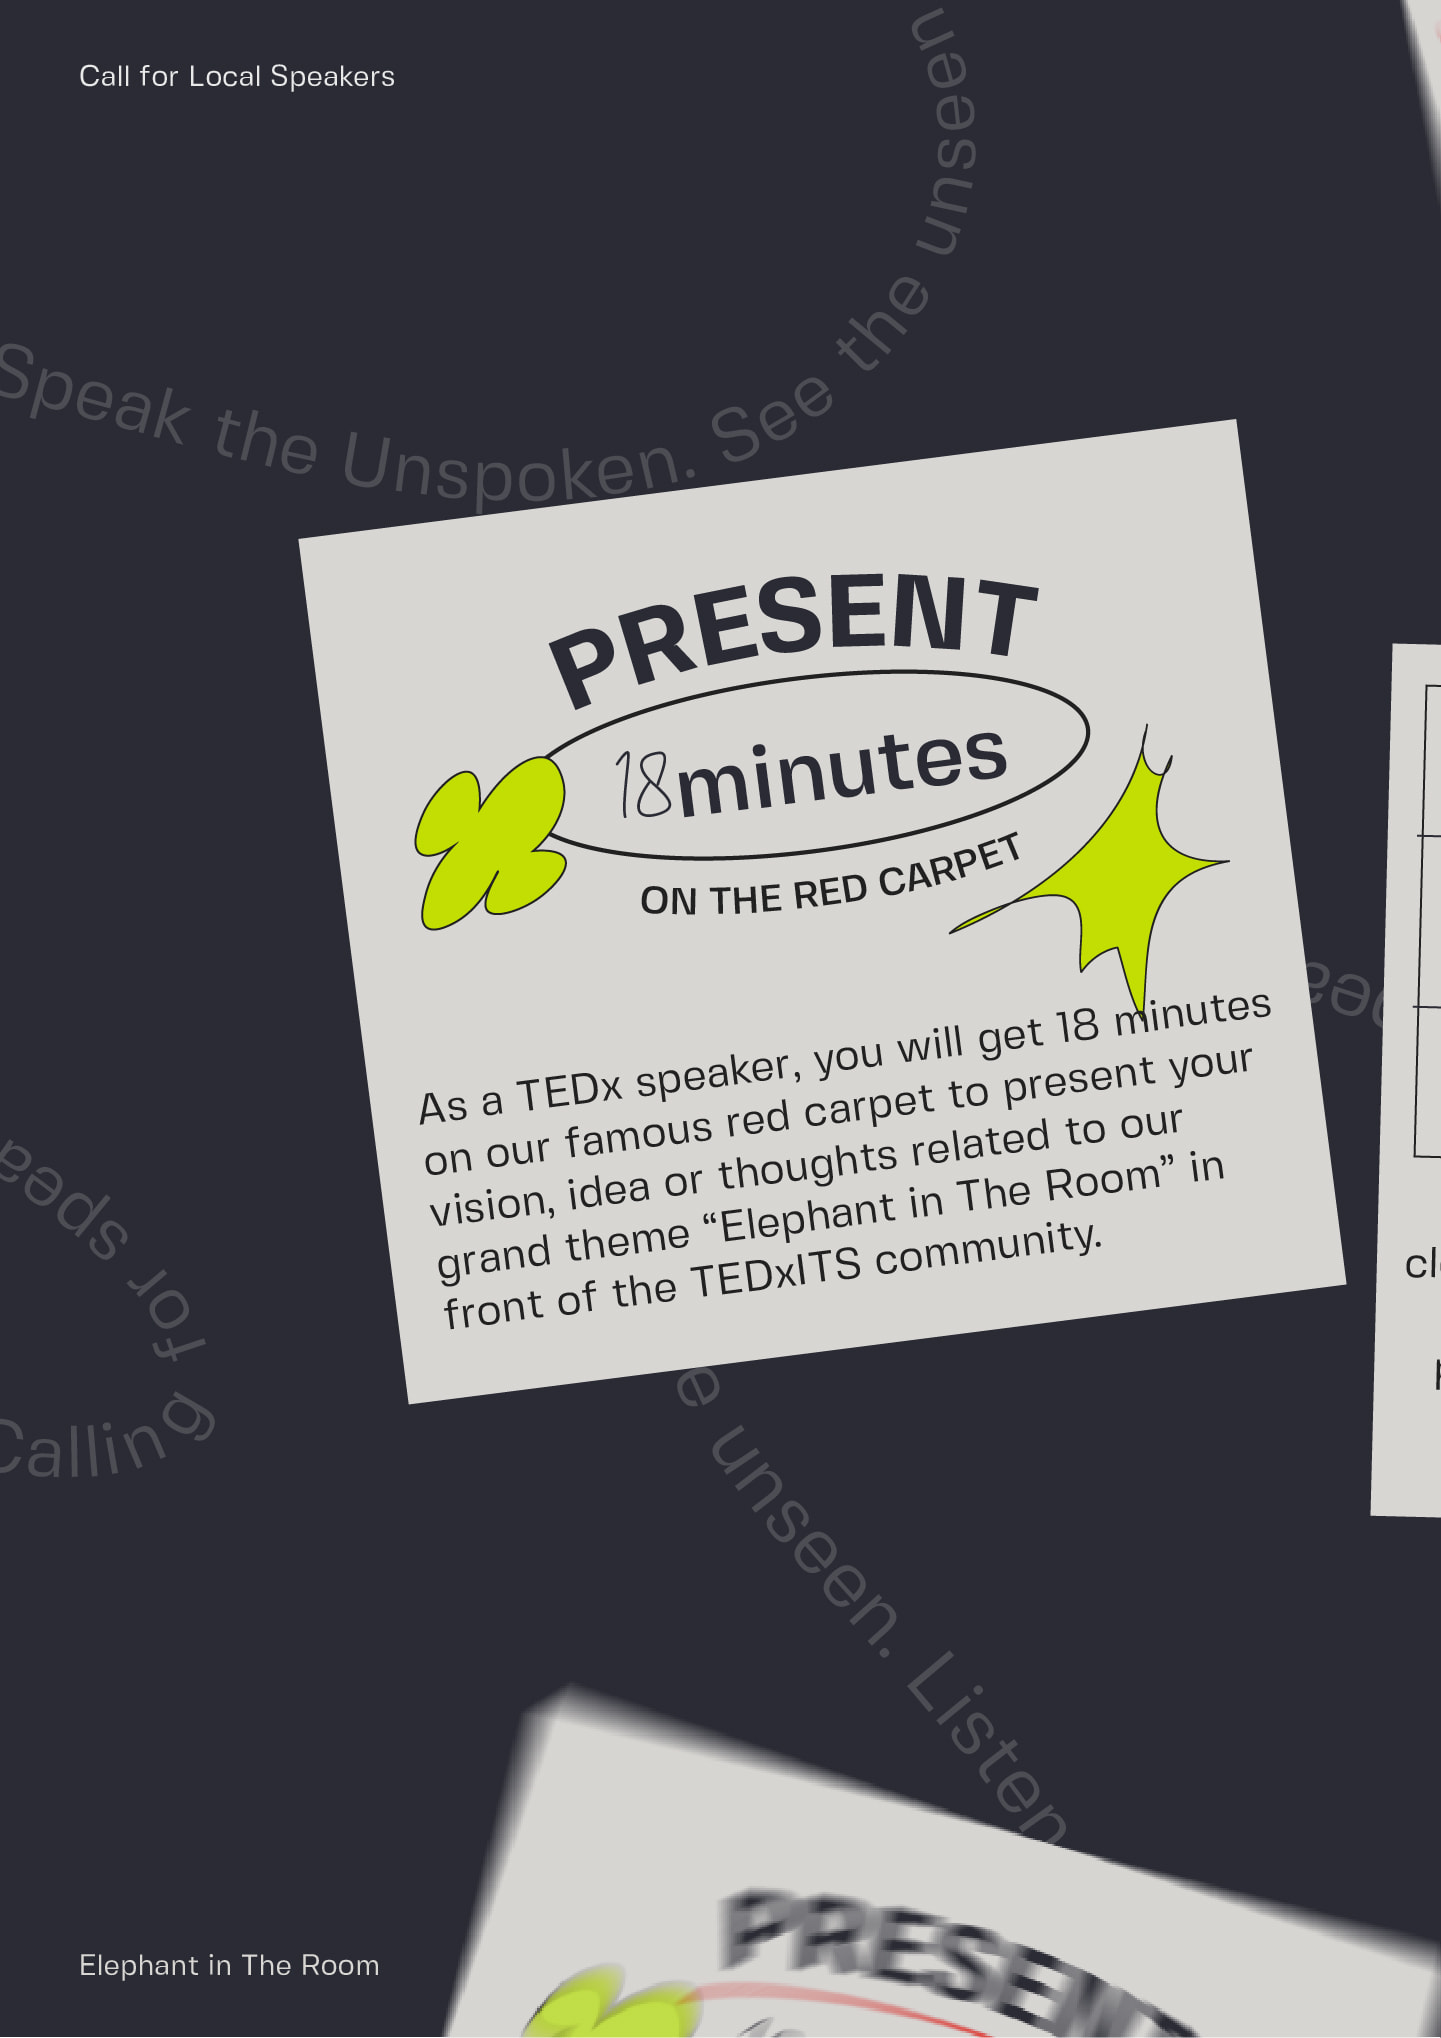 Call for Local Speakers
Speak the Unspoken. See the unseen
PRESENT
18minutes
ON THE RED CARPET
As a TEDx speaker, you will get 18 minutes
on our famous red carpet to present your
vision, idea or thoughts related to our
grand theme “Elephant in The Room” in
front of the TEDxITS community.
Calling for spea
unseen. Listen
PRESENT
Elephant in The Room